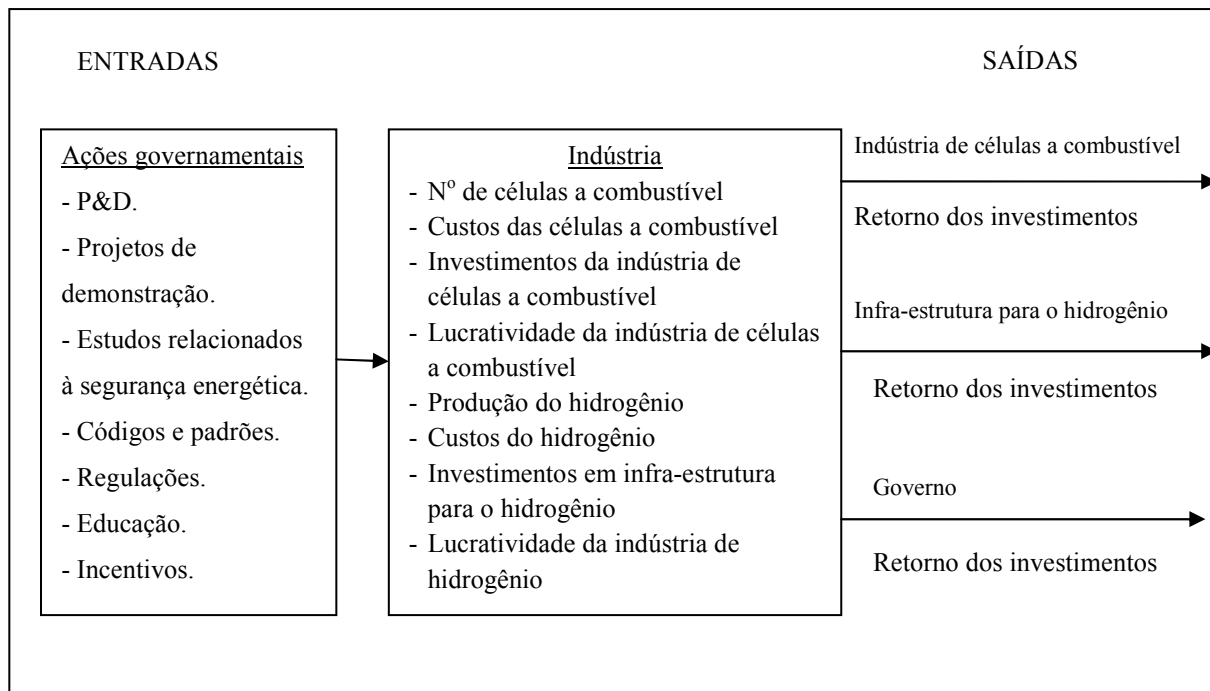 ENTRADAS
SAÍDAS
Ações governamentais
- P&D.
- Projetos de
demonstração.
- Estudos relacionados
à segurança energética.
- Códigos e padrões.
- Regulações.
- Educação.
- Incentivos.
Indústria
- Nº de células a combustível
- Custos das células a combustível
- Investimentos da indústria de
células a combustível
- Lucratividade da indústria de células
a combustível
- Produção do hidrogênio
- Custos do hidrogênio
- Investimentos em infra-estrutura
para o hidrogênio
- Lucratividade da indústria de
hidrogênio
Indústria de células a combustível
Retorno dos investimentos
Infra-estrutura para o hidrogênio
Retorno dos investimentos
Governo
Retorno dos investimentos